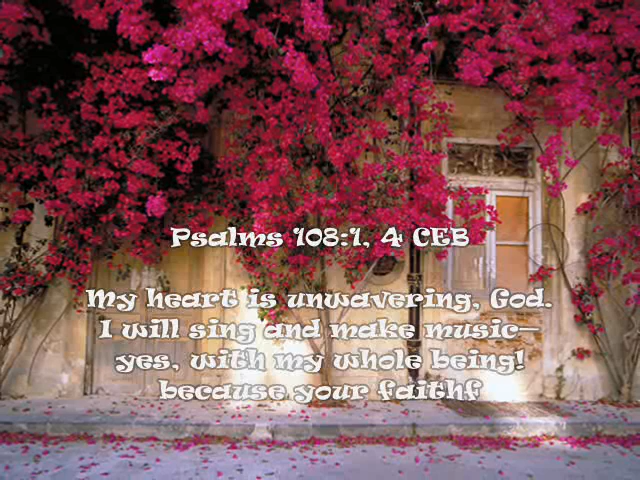 Psalms 108:1, 4 CEB
My heart is unwavering, God.
I will sing and make music—
yes, with my whole being!
because your faithf